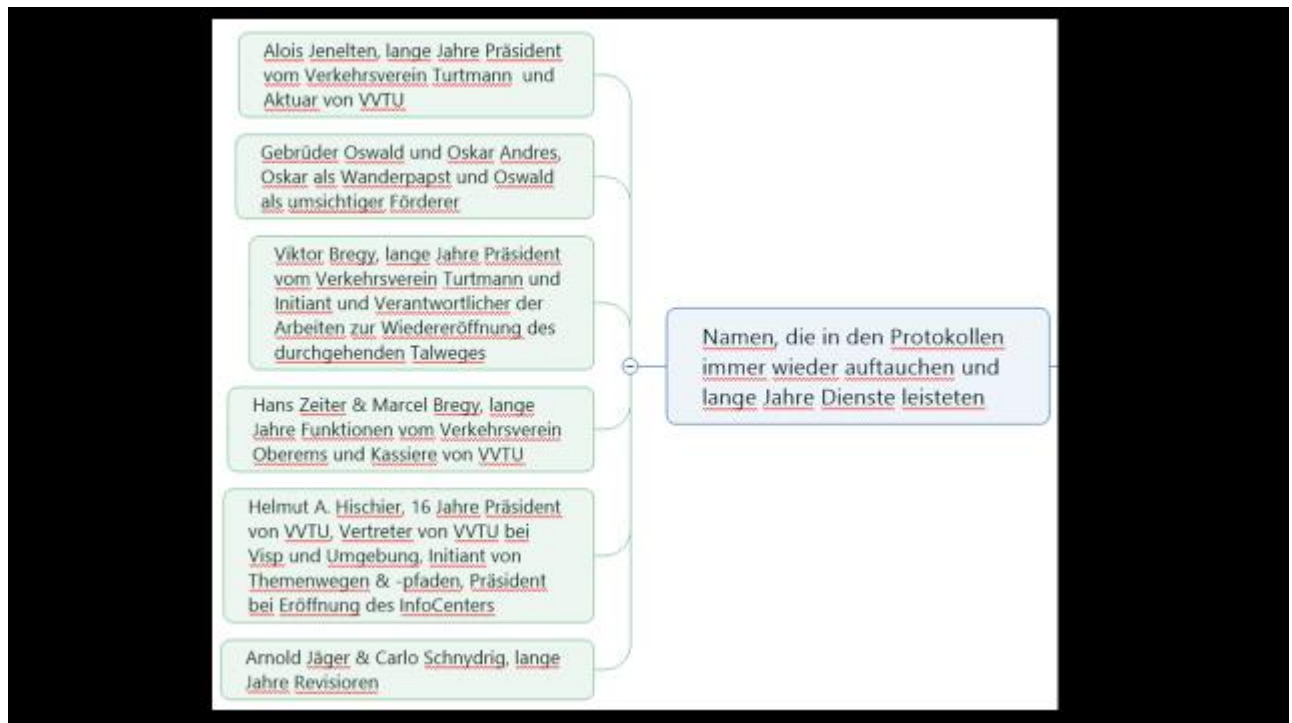 Alois Jenelten, lange Jahre Präsident
vom Verkehrsverein Turtmann und
Aktuar von VVTU
Gebrüder Oswald und Oskar Andres,
Oskar als Wanderpapst und Oswald
als umsichtiger Förderer
Viktor Bregy, lange Jahre Präsident
vom Verkehrsverein Turtmann und
Initiant und Verantwortlicher der
Arbeiten zur Wiedereröffnung des
durchgehenden Talweges
Hans Zeiter & Marcel Bregy, lange
Jahre Funktionen vom Verkehrsverein
Oberems und Kassiere von VVTU
Helmut A. Hischier, 16 Jahre Präsident
von VVTU, Vertreter von VVTU bei
Visp und Umgebung, Initiant von
Themenwegen & -pfaden, Präsident
bei Eröffnung des InfoCenters
Arnold Jäger & Carlo Schnydrig, lange
Jahre Revisioren
Namen, die in den Protokollen
immer wieder auftauchen und
lange Jahre Dienste leisteten